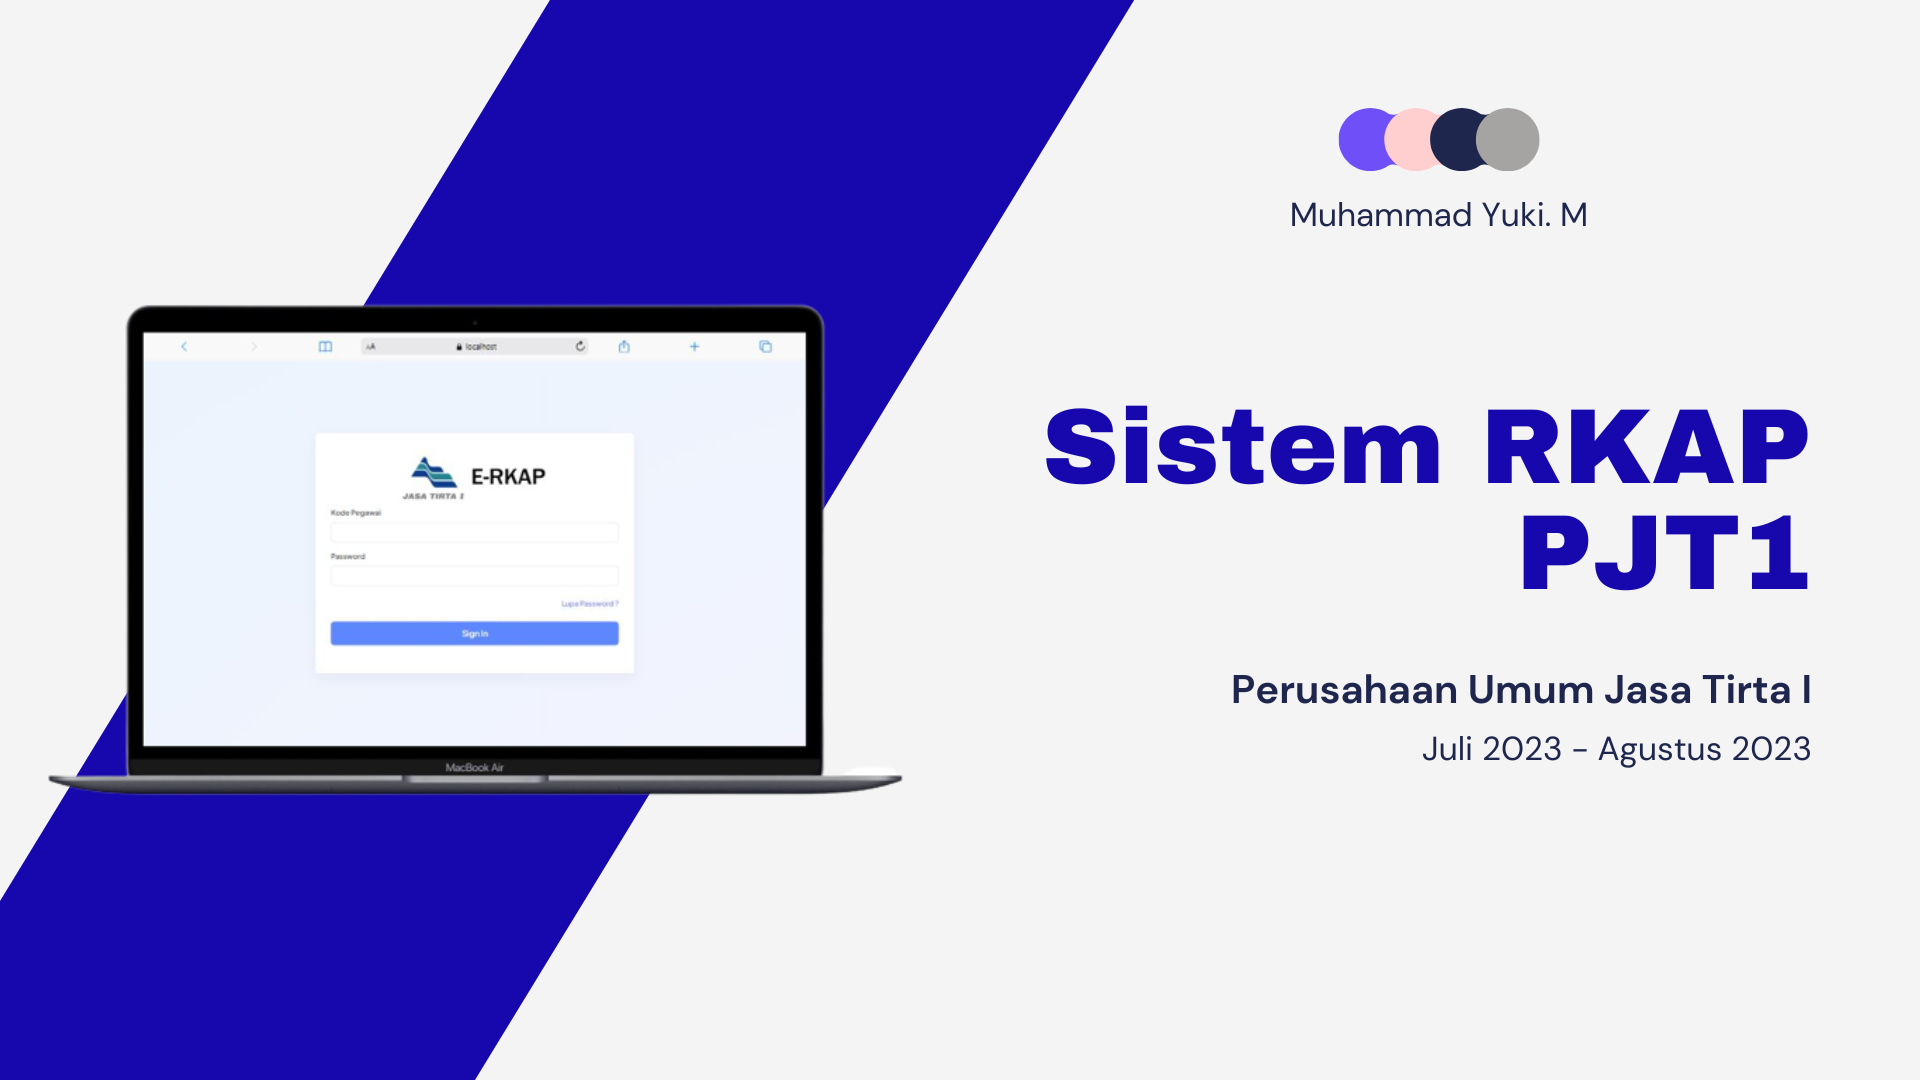 Muhammad Yuki. M
Sistem RKAP
PJT1
Perusahaan Umum Jasa Tirta I
Juli 2023 - Agustus 2023
AA
localhost
E-RKAP
JASA TIRTA I
Kode Pegawai
Password
Lupa Password ?
Sign In
MacBook Air